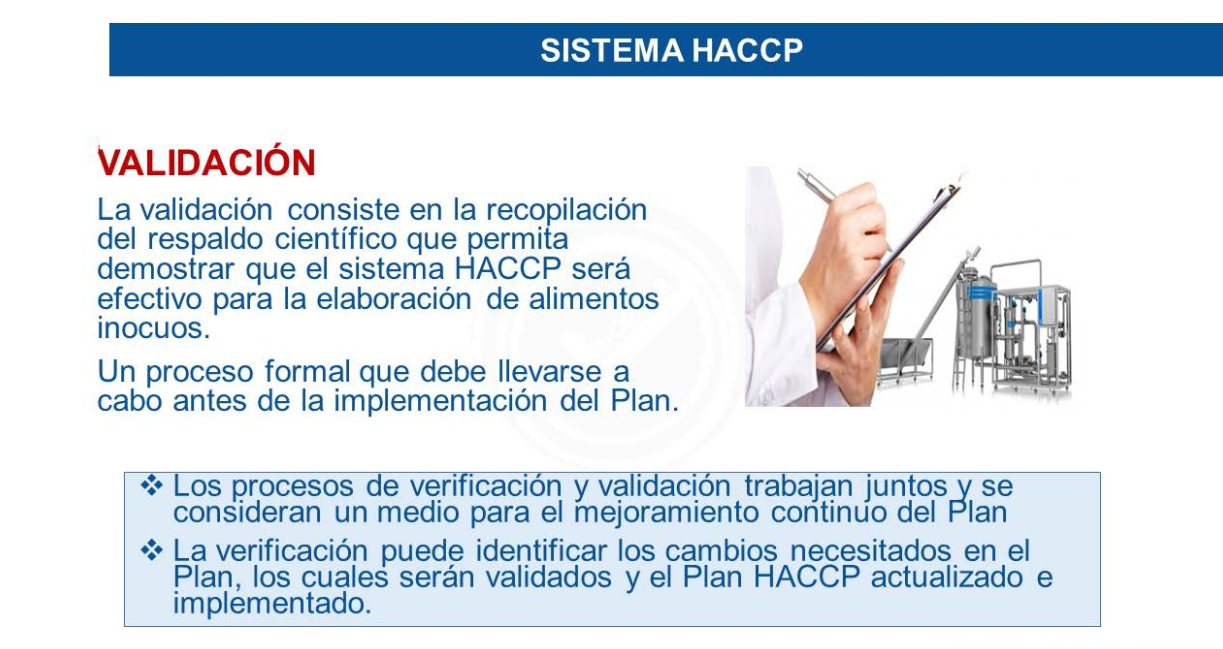 SISTEMA HACCP
VALIDACIÓN
La validación consiste en la recopilación
del respaldo científico que permita
demostrar que el sistema HACCP será
efectivo para la elaboración de alimentos
inocuos.
Un proceso formal que debe llevarse a
cabo antes de la implementación del Plan.
❖ Los procesos de verificación y validación trabajan juntos y se
consideran un medio para el mejoramiento continuo del Plan
❖ La verificación puede identificar los cambios necesitados en el
Plan, los cuales serán validados y el Plan HACCP actualizado e
implementado.